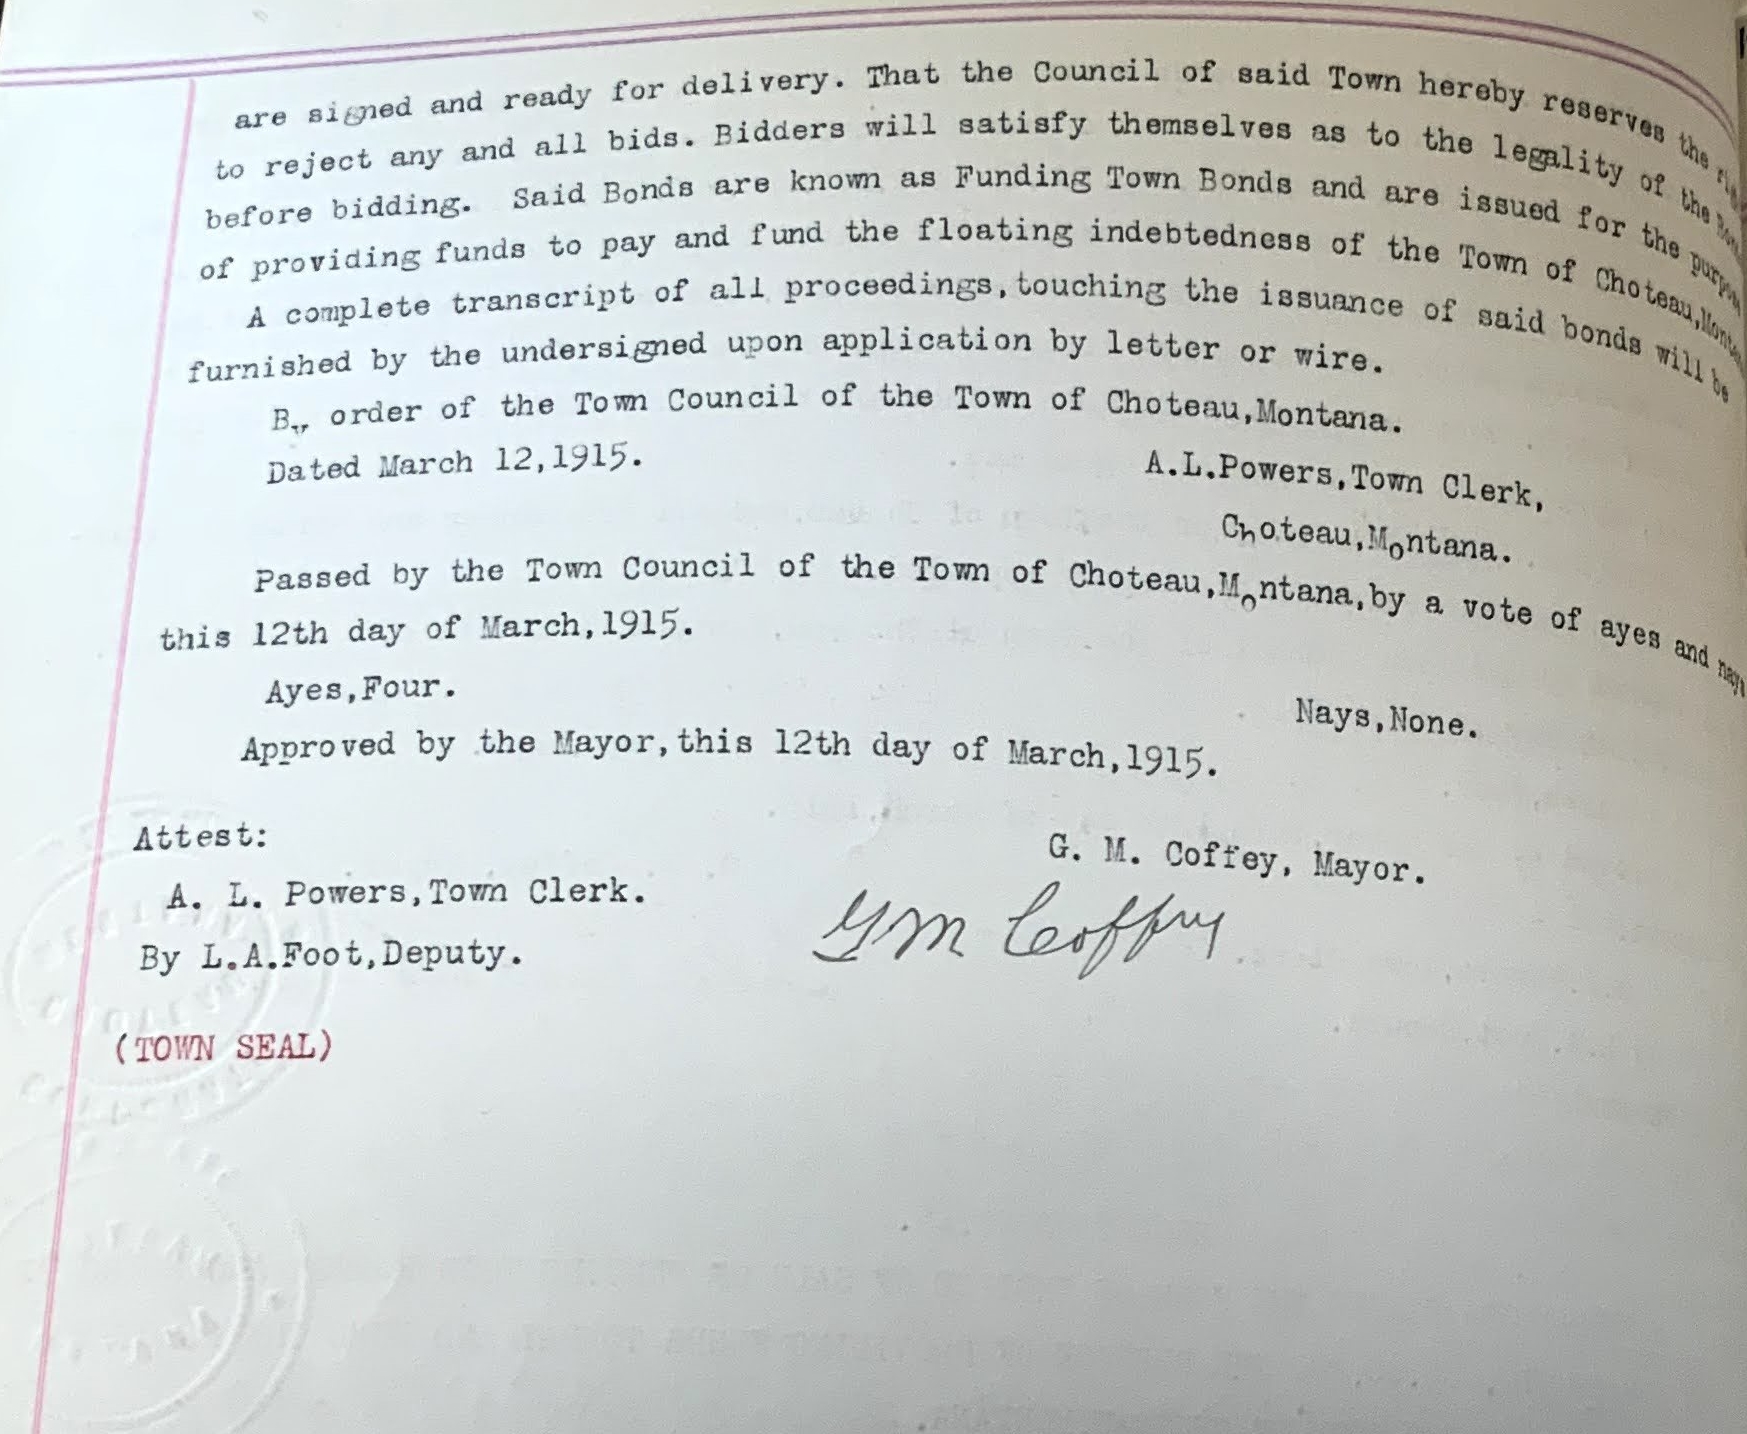 are signed and ready for delivery. That the Council of said Town hereby reserves the
to reject any and all bids. Bidders will satisfy themselves as to the legality of the
before bidding. Said Bonds are known as Funding Town Bonds and are issued for the
of providing funds to pay and fund the floating indebtedness of the Town of Choteau,
A complete transcript of all proceedings, touching the issuance of said bonds will be
furnished by the undersigned upon application by letter or wire.
By order of the Town Council of the Town of Choteau,Montana.
Dated March 12,1915.
A.L.Powers,Town Clerk,
Choteau,Montana.
Passed by the Town Council of the Town of Choteau,Montana,by a vote of ayes and nays
this 12th day of March,1915.
Ayes,Four. Nays,None.
Approved by the Mayor,this 12th day of March,1915.
Attest:
G. M. Coffey, Mayor.
A. L. Powers,Town Clerk.
G M Coffey
By L.A.Foot,Deputy.
(TOWN SEAL)